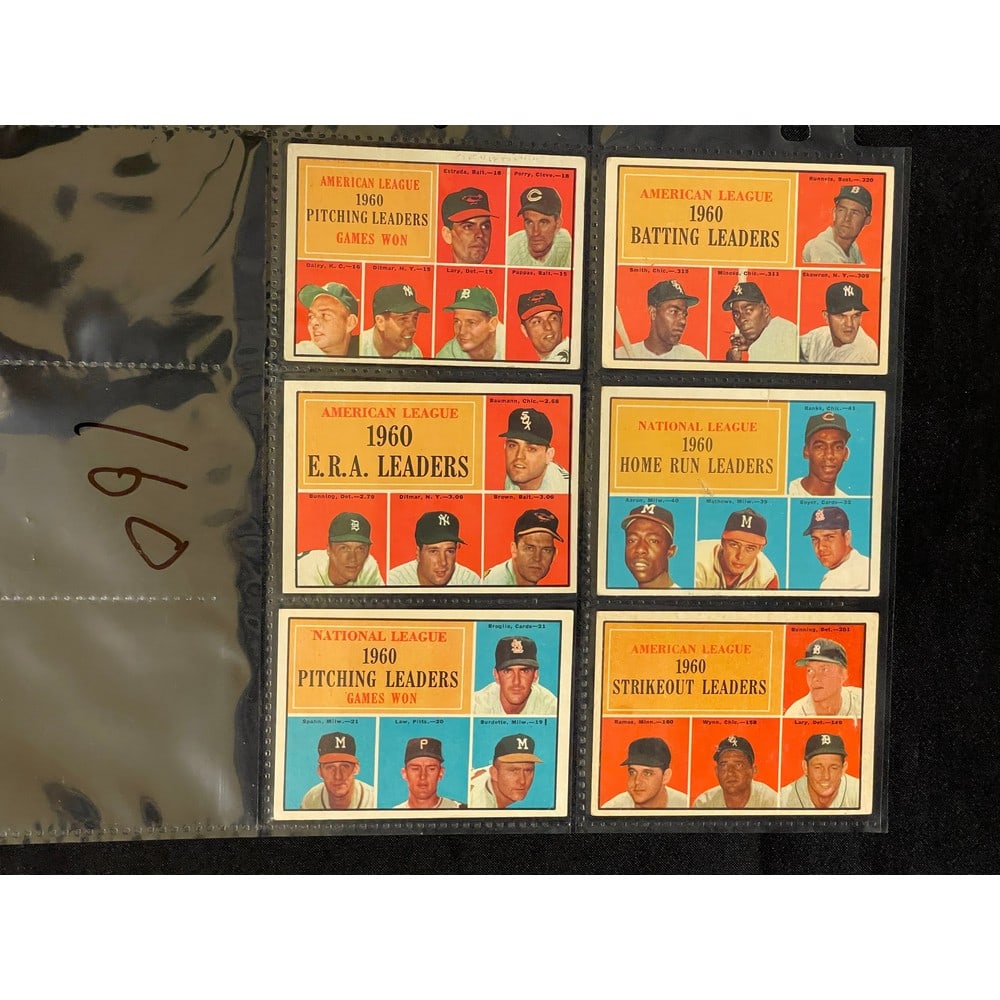 160
AMERICAN LEAGUE
1960
PITCHING LEADERS
GAMES WON
Estrada, Balt.—18
Perry, Cleve.—18
Daley, K. C.—16
Ditmar, N. Y.—15
Lary, Det.—15
Pappas, Balt.—15
AMERICAN LEAGUE
1960
BATTING LEADERS
Runnels, Bost.—.320
Smith, Chic.—.315
Minoso, Chic.—.311
Skowron, N. Y.—.309
AMERICAN LEAGUE
1960
E.R.A. LEADERS
Baumann, Chic.—2.68
Bunning, Det.—2.79
Ditmar, N. Y.—3.06
Brown, Balt.—3.06
NATIONAL LEAGUE
1960
HOME RUN LEADERS
Banks, Chic.—41
Aaron, Milw.—40
Mathews, Milw.—39
Boyer, Cards—32
NATIONAL LEAGUE
1960
PITCHING LEADERS
GAMES WON
Broglio, Cards—21
Spahn, Milw.—21
Law, Pitts.—20
Burdette, Milw.—19
AMERICAN LEAGUE
1960
STRIKEOUT LEADERS
Bunning, Det.—201
Ramos, Minn.—160
Wynn, Chic.—158
Lary, Det.—149